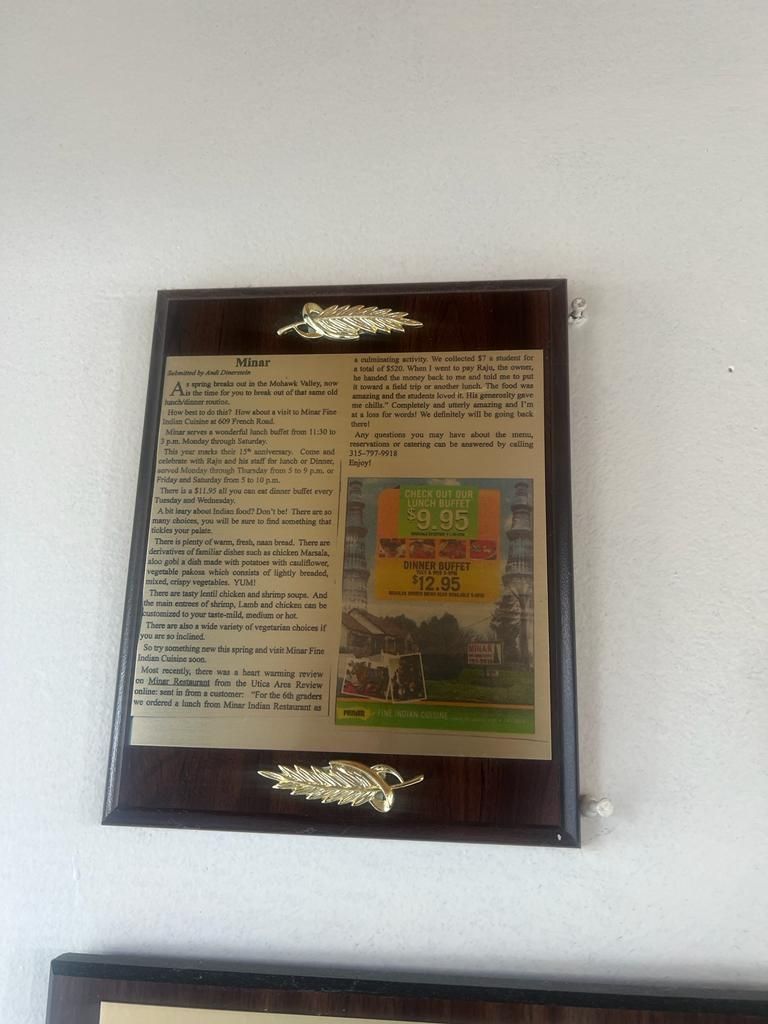 Minar
Submitted by Andi Dinerstein
As spring breaks out in the Mohawk Valley, now
is the time for you to break out of that same old
lunch/dinner routine.
How best to do this? How about a visit to Minar Fine
Indian Cuisine at 609 French Road.
Minar serves a wonderful lunch buffet from 11:30 to
3 p.m. Monday through Saturday.
This year marks their 15th anniversary. Come and
celebrate with Raju and his staff for lunch or Dinner,
served Monday through Thursday from 5 to 9 p.m. or
Friday and Saturday from 5 to 10 p.m.
There is a $11.95 all you can eat dinner buffet every
Tuesday and Wednesday.
A bit leary about Indian food? Don't be! There are so
many choices, you will be sure to find something that
tickles your palate.
There is plenty of warm, fresh, naan bread. There are
derivatives of familiar dishes such as chicken Marsala,
aloo gobi a dish made with potatoes with cauliflower,
vegetable pakosa which consists of lightly breaded,
mixed, crispy vegetables. YUM!
There are tasty lentil chicken and shrimp soups. And
the main entrees of shrimp, Lamb and chicken can be
customized to your taste-mild, medium or hot.
There are also a wide variety of vegetarian choices if
you are so inclined.
So try something new this spring and visit Minar Fine
Indian Cuisine soon.
Most recently, there was a heart warming review
on Minar Restaurant from the Utica Area Review
online: sent in from a customer: "For the 6th graders
we ordered a lunch from Minar Indian Restaurant as
a culminating activity. We collected $7 a student for
a total of $520. When I went to pay Raju, the owner,
he handed the money back to me and told me to put
it toward a field trip or another lunch. The food was
amazing and the students loved it. His generosity gave
me chills." Completely and utterly amazing and I'm
at a loss for words! We definitely will be going back
there!
Any questions you may have about the menu,
reservations or catering can be answered by calling
315-797-9918
Enjoy!
CHECK OUT OUR
LUNCH BUFFET
$9.95
DINNER BUFFET
$12.95
MINAR
FINE INDIAN CUISINE